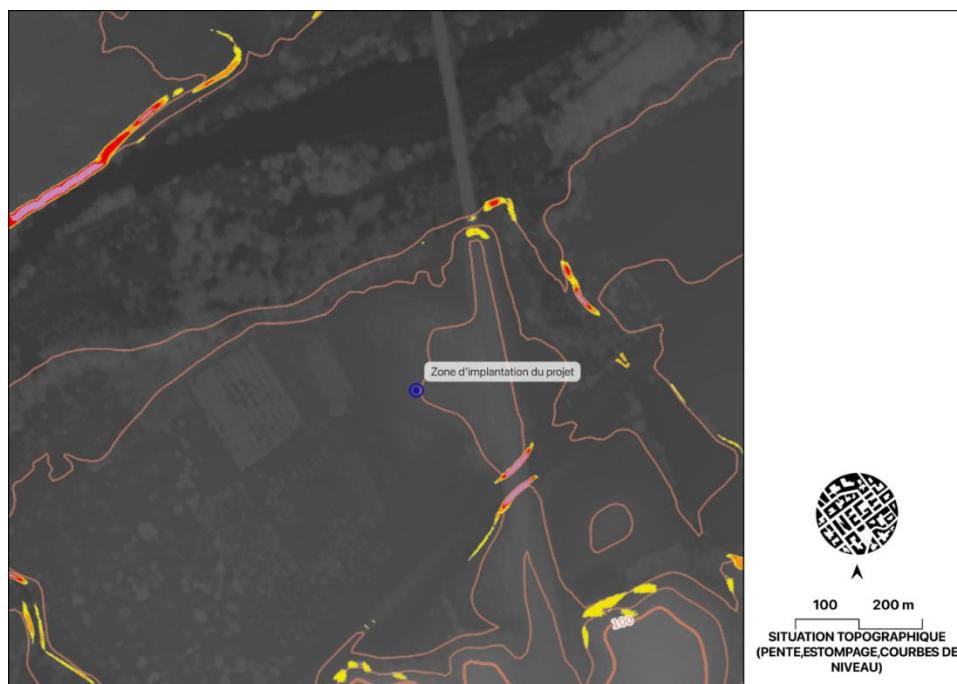 Zone d'implantation du projet
100
100 200 m
SITUATION TOPOGRAPHIQUE
(PENTE,ESTOMPAGE,COURBES DE
NIVEAU)